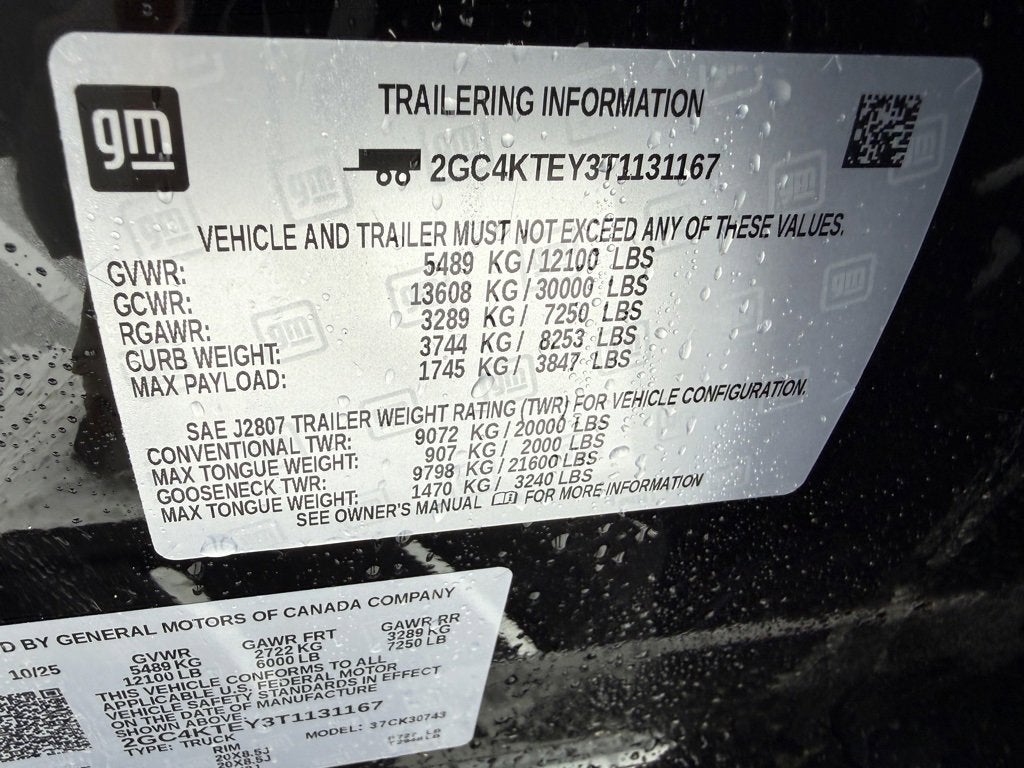 gm
TRAILERING INFORMATION
2GC4KTEY3T1131167
VEHICLE AND TRAILER MUST NOT EXCEED ANY OF THESE VALUES.
GVWR: 5489 KG/12100 LBS
GCWR: 13608 KG/30000 LBS
RGAWR: 3289 KG/ 7250 LBS
CURB WEIGHT: 3744 KG/ 8253 LBS
MAX PAYLOAD: 1745 KG/ 3847 LBS
SAE J2807 TRAILER WEIGHT RATING (TWR) FOR VEHICLE CONFIGURATION.
CONVENTIONAL TWR: 9072 KG/20000 LBS
MAX TONGUE WEIGHT: 907 KG/ 2000 LBS
GOOSENECK TWR: 9798 KG/21600 LBS
MAX TONGUE WEIGHT: 1470 KG/ 3240 LBS
SEE OWNER'S MANUAL FOR MORE INFORMATION
D BY GENERAL MOTORS OF CANADA COMPANY
10/25 GVWR GAWR FRT GAWR RR
5489 KG 2722 KG 3289 KG
12100 LB 6000 LB 7250 LB
THIS VEHICLE CONFORMS TO ALL
APPLICABLE U.S. FEDERAL MOTOR
VEHICLE SAFETY STANDARDS IN EFFECT
ON THE DATE OF MANUFACTURE
SHOWN ABOVE.
2GC4KTEY3T1131167
TYPE: TRUCK MODEL: 37CK30743
RIM
20X8.5J
20X8.5J